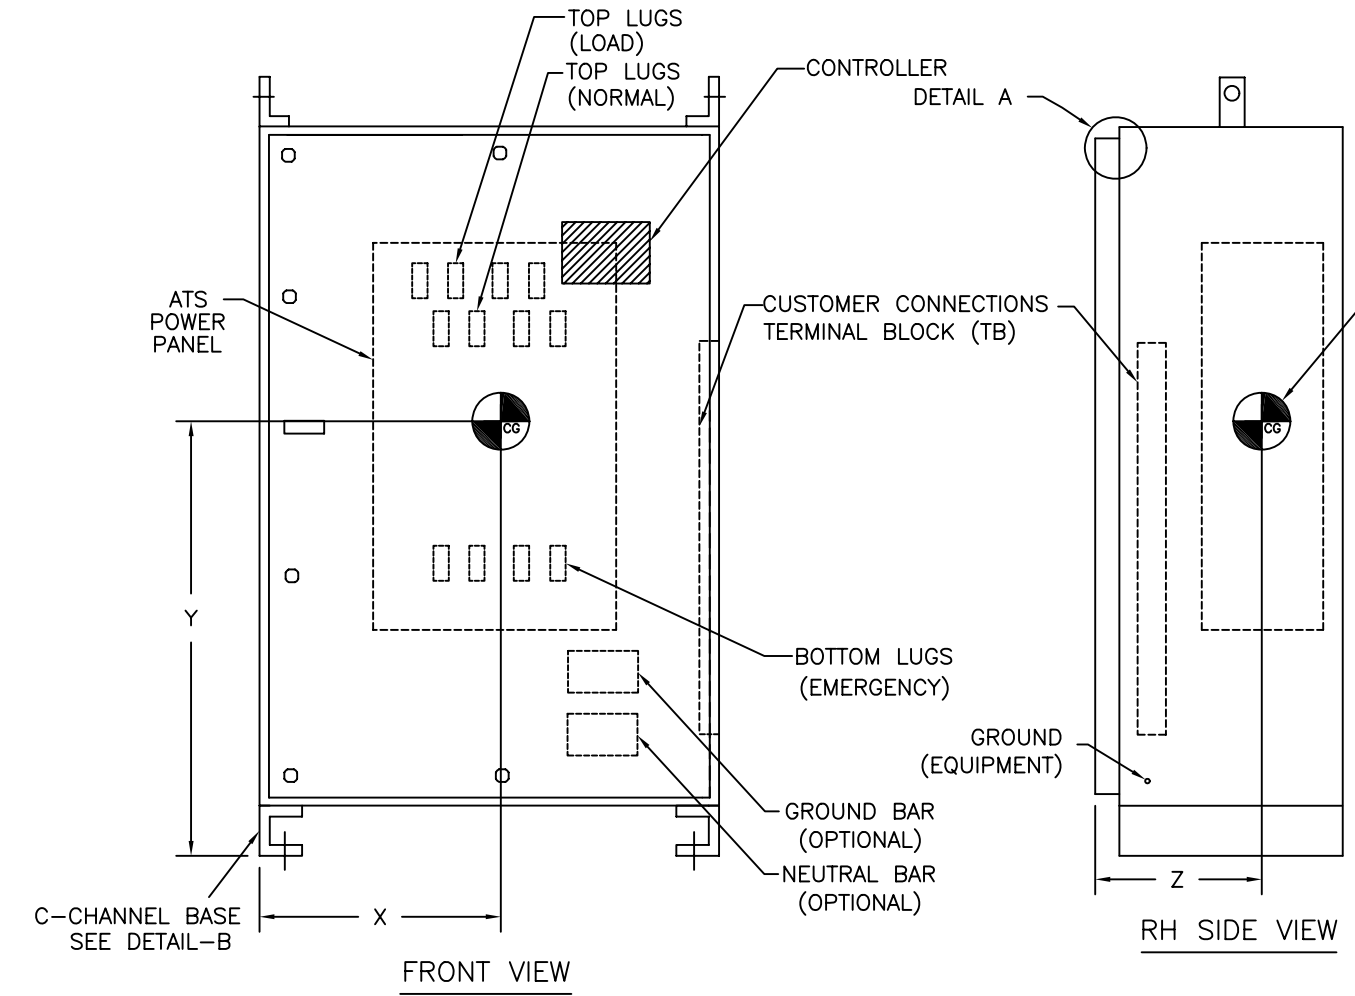 TOP LUGS
(LOAD)
TOP LUGS
(NORMAL)
CONTROLLER
DETAIL A
ATS
POWER
PANEL
CUSTOMER CONNECTIONS
TERMINAL BLOCK (TB)
CG
CG
Y
BOTTOM LUGS
(EMERGENCY)
GROUND
(EQUIPMENT)
GROUND BAR
(OPTIONAL)
NEUTRAL BAR
(OPTIONAL)
Z
C-CHANNEL BASE
SEE DETAIL-B
X
RH SIDE VIEW
FRONT VIEW